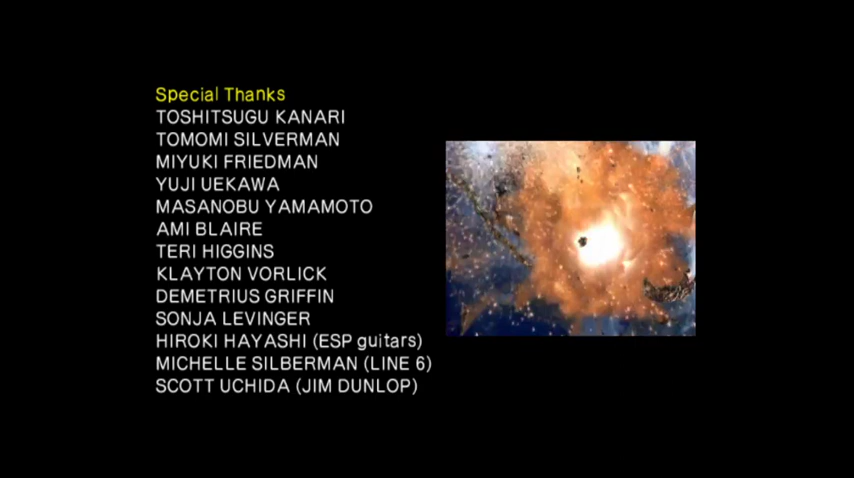 Special Thanks
TOSHITSUGU KANARI
TOMOMI SILVERMAN
MIYUKI FRIEDMAN
YUJI UEKAWA
MASANOBU YAMAMOTO
AMI BLAIRE
TERI HIGGINS
KLAYTON VORLICK
DEMETRIUS GRIFFIN
SONJA LEVINGER
HIROKI HAYASHI (ESP guitars)
MICHELLE SILBERMAN (LINE 6)
SCOTT UCHIDA (JIM DUNLOP)